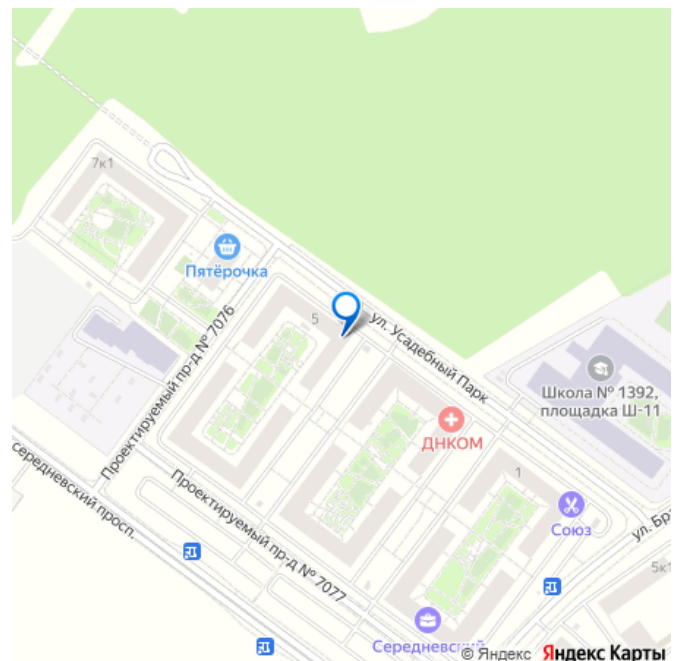 7к1
Пятёрочка
5
ул. Усадебный Парк
Проектируемый пр-д № 7076
Школа № 1392,
площадка Ш-11
ДНКОМ
1
Союз
середневский просп.
Проектируемый пр-д № 7077
ул. Бра
5к1
Середневский
© Яндекс Яндекс Карты